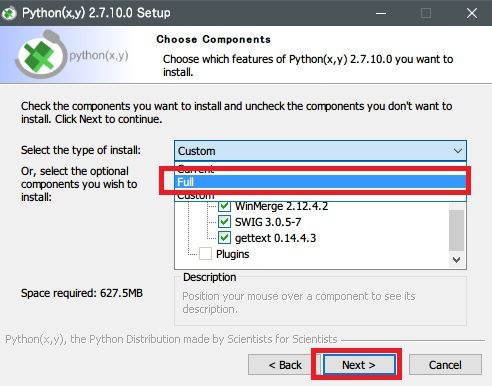 Python(x,y) 2.7.10.0 Setup
python(x,y)
Choose Components
Choose which features of Python(x,y) 2.7.10.0 you want to
install.
Check the components you want to install and uncheck the components you don't want to
install. Click Next to continue.
Select the type of install:
Custom
Current
Full
Custom
Or, select the optional
components you wish to
install:
WinMerge 2.12.4.2
SWIG 3.0.5-7
gettext 0.14.4.3
Plugins
Space required: 627.5MB
Description
Position your mouse over a component to see its
description.
Python(x,y), the Python Distribution made by Scientists for Scientists
< Back
Next >
Cancel